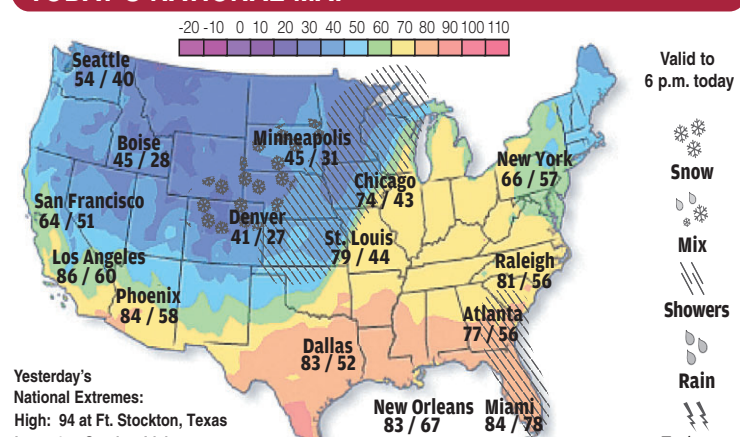 -20 -10 0 10 20 30 40 50 60 70 80 90 100 110
Valid to
6 p.m. today
Seattle
54 / 40
Boise
45 / 28
Minneapolis
45 / 31
New York
66 / 57
Snow
Chicago
74 / 43
San Francisco
64 / 51
Denver
41 / 27
St. Louis
79 / 44
Mix
Los Angeles
86 / 60
Raleigh
81 / 56
Phoenix
84 / 58
Showers
Atlanta
77 / 56
Dallas
83 / 52
Rain
Yesterday's
National Extremes:
High: 94 at Ft. Stockton, Texas
New Orleans
83 / 67
Miami
84 / 78